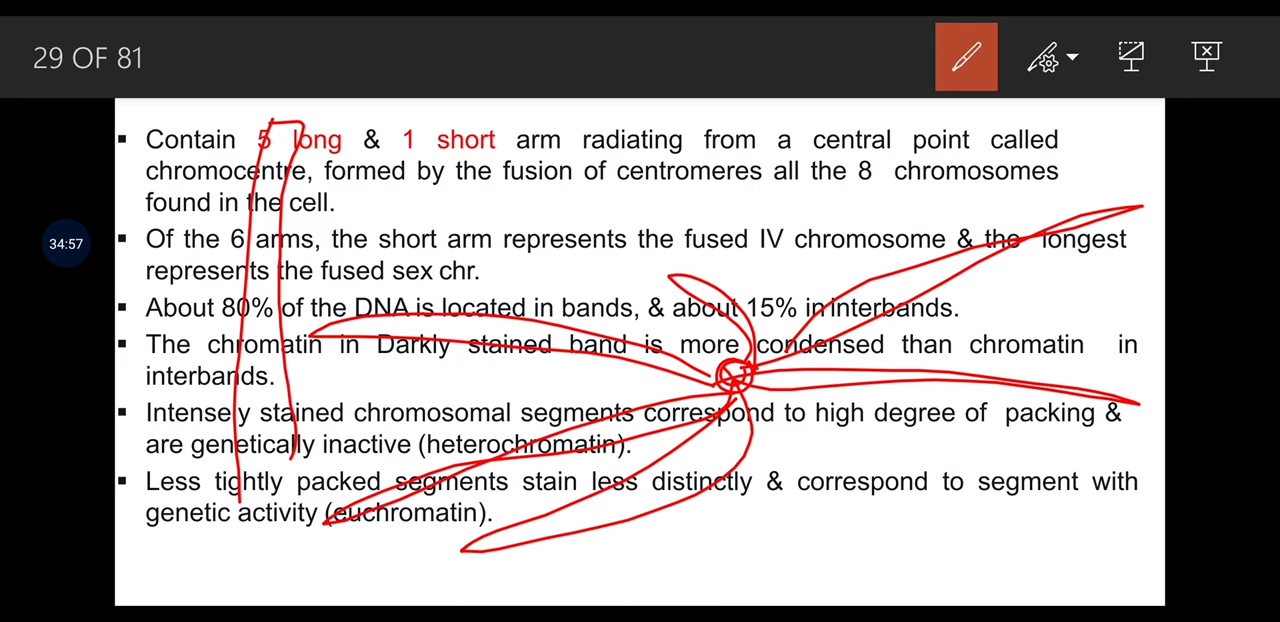 29 OF 81
▪ Contain 5 long & 1 short arm radiating from a central point called
chromocentre, formed by the fusion of centromeres all the 8 chromosomes
found in the cell.
34:57
▪ Of the 6 arms, the short arm represents the fused IV chromosome & the longest
represents the fused sex chr.
▪ About 80% of the DNA is located in bands, & about 15% in interbands.
▪ The chromatin in Darkly stained band is more condensed than chromatin in
interbands.
▪ Intensely stained chromosomal segments correspond to high degree of packing &
are genetically inactive (heterochromatin).
▪ Less tightly packed segments stain less distinctly & correspond to segment with
genetic activity (euchromatin).